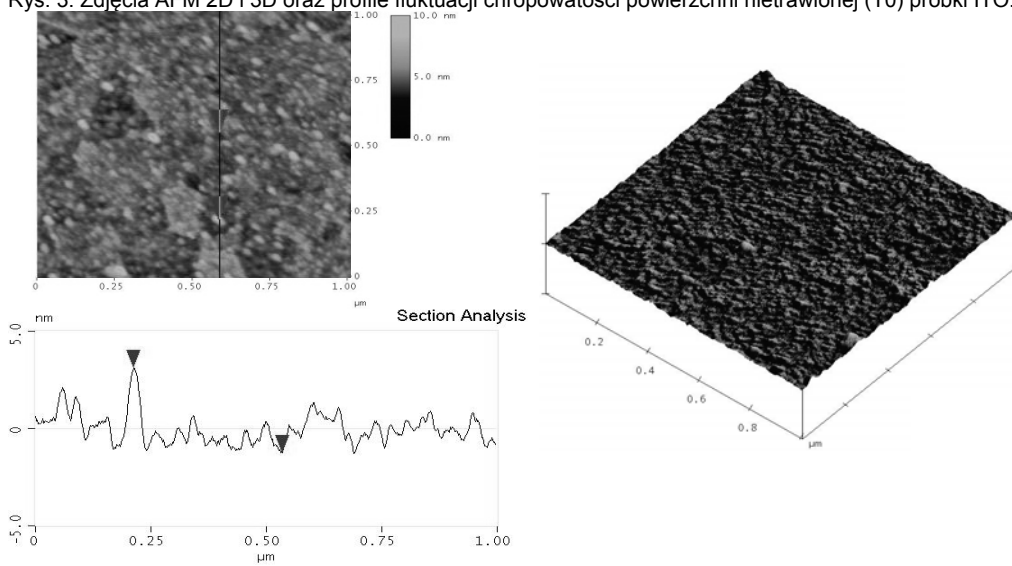 Rys. 3. Zdjęcia AFM 2D i 3D oraz profile fluktuacji chropowatości powierzchni nietrawionej (T0) próbki ITO.
1.00
0.75
0.50
0.25
0
0 0.25 0.50 0.75 1.00
µm
10.0 nm
5.0 nm
0.0 nm
0.2
0.4
0.6
0.8
µm
Section Analysis
nm
5.0
0
-5.0
0 0.25 0.50 0.75 1.00
µm